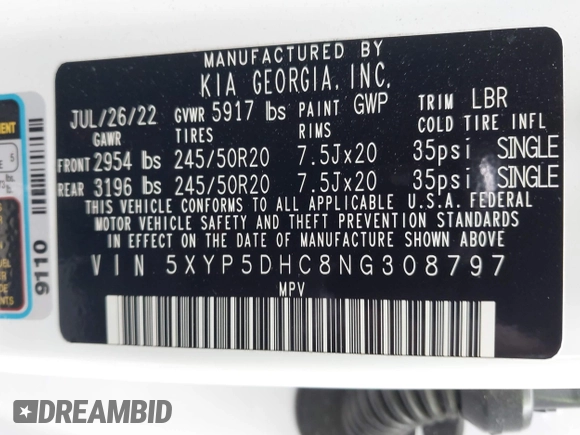 MANUFACTURED BY
KIA GEORGIA, INC.
JUL/26/22 GVWR 5917 lbs PAINT GWP TRIM LBR
GAWR TIRES RIMS COLD TIRE INFL
FRONT 2954 lbs 245/50R20 7.5Jx20 35psi SINGLE
REAR 3196 lbs 245/50R20 7.5Jx20 35psi SINGLE
THIS VEHICLE CONFORMS TO ALL APPLICABLE U.S.A. FEDERAL
MOTOR VEHICLE SAFETY AND THEFT PREVENTION STANDARDS
IN EFFECT ON THE DATE OF MANUFACTURE SHOWN ABOVE.
VIN 5XYP5DHC8NG308797
MPV
9110
DREAMBID